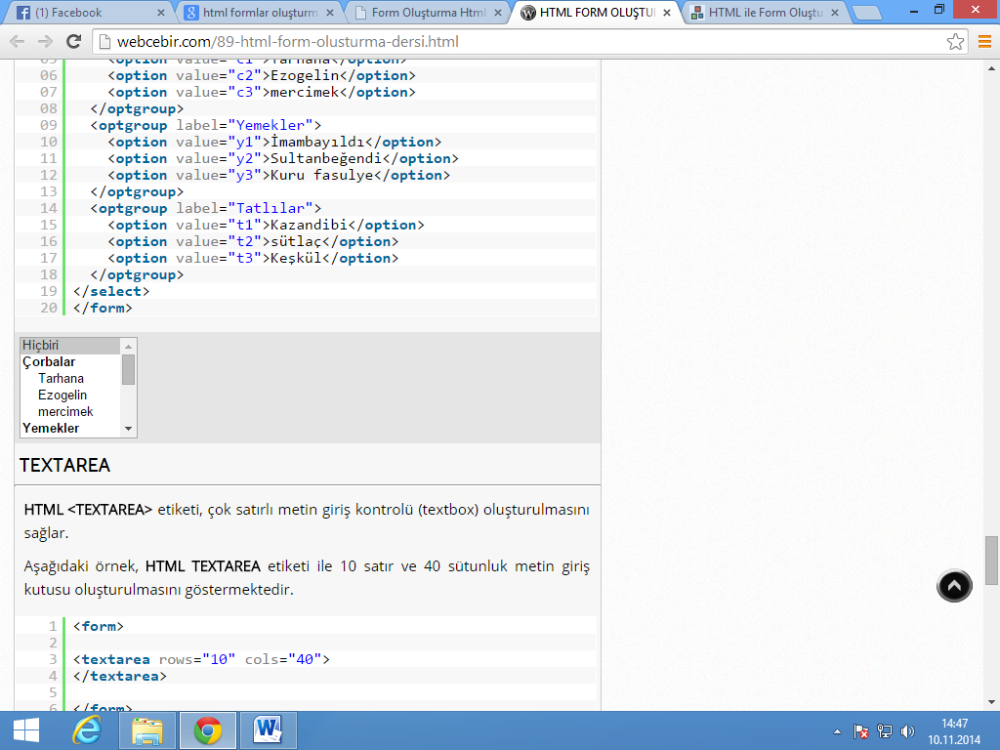 (1) Facebook
html formlar oluşturm
Form Oluşturma Html
HTML FORM OLUŞTU
HTML ile Form Oluştu
webcebir.com/89-html-form-olusturma-dersi.html
05 <option value="c1">Tarhana</option>
06 <option value="c2">Ezogelin</option>
07 <option value="c3">mercimek</option>
08 </optgroup>
09 <optgroup label="Yemekler">
10 <option value="y1">İmambayıldı</option>
11 <option value="y2">Sultanbeğendi</option>
12 <option value="y3">Kuru fasulye</option>
13 </optgroup>
14 <optgroup label="Tatlılar">
15 <option value="t1">Kazandibi</option>
16 <option value="t2">sütlaç</option>
17 <option value="t3">Keşkül</option>
18 </optgroup>
19 </select>
20 </form>
Hiçbiri
Çorbalar
Tarhana
Ezogelin
mercimek
Yemekler
TEXTAREA
HTML <TEXTAREA> etiketi, çok satırlı metin giriş kontrolü (textbox) oluşturulmasını
sağlar.
Aşağıdaki örnek, HTML TEXTAREA etiketi ile 10 satır ve 40 sütunluk metin giriş
kutusu oluşturulmasını göstermektedir.
1 <form>
2
3 <textarea rows="10" cols="40">
4 </textarea>
5
6 </form>
14:47
10.11.2014